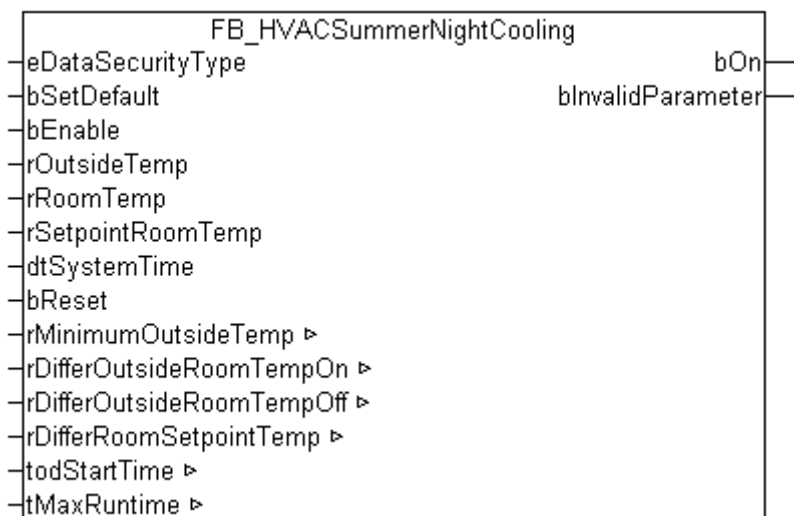 FB_HVACSummerNightCooling
eDataSecurityType bOn
bSetDefault bInvalidParameter
bEnable
rOutsideTemp
rRoomTemp
rSetpointRoomTemp
dtSystemTime
bReset
rMinimumOutsideTemp ▹
rDifferOutsideRoomTempOn ▹
rDifferOutsideRoomTempOff ▹
rDifferRoomSetpointTemp ▹
todStartTime ▹
tMaxRuntime ▹